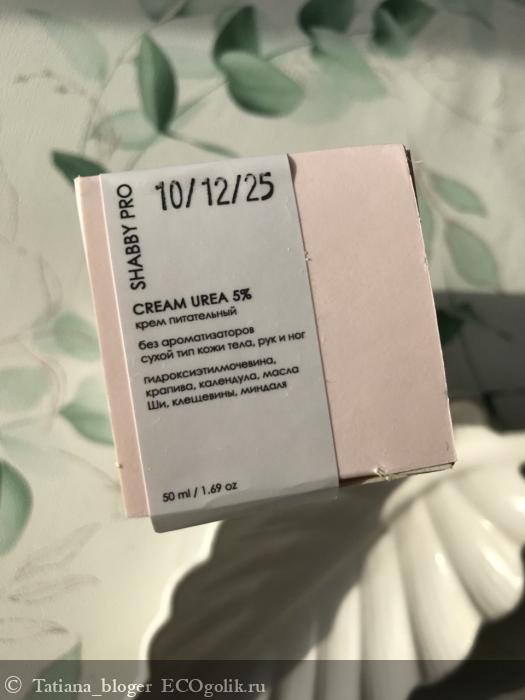 SHABBY PRO
10/12/25
CREAM UREA 5%
крем питательный
без ароматизаторов
сухой тип кожи тела, рук и ног
гидроксиэтилмочевина,
крапива, календула, масла
Ши, клещевины, миндаля
50 ml / 1.69 oz
© Tatiana_bloger ECOgolik.ru